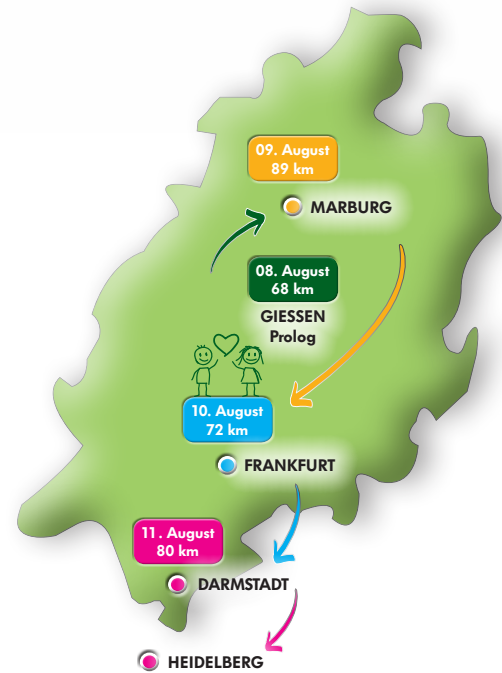 09. August
89 km
MARBURG
08. August
68 km
GIESSEN
Prolog
10. August
72 km
FRANKFURT
11. August
80 km
DARMSTADT
HEIDELBERG